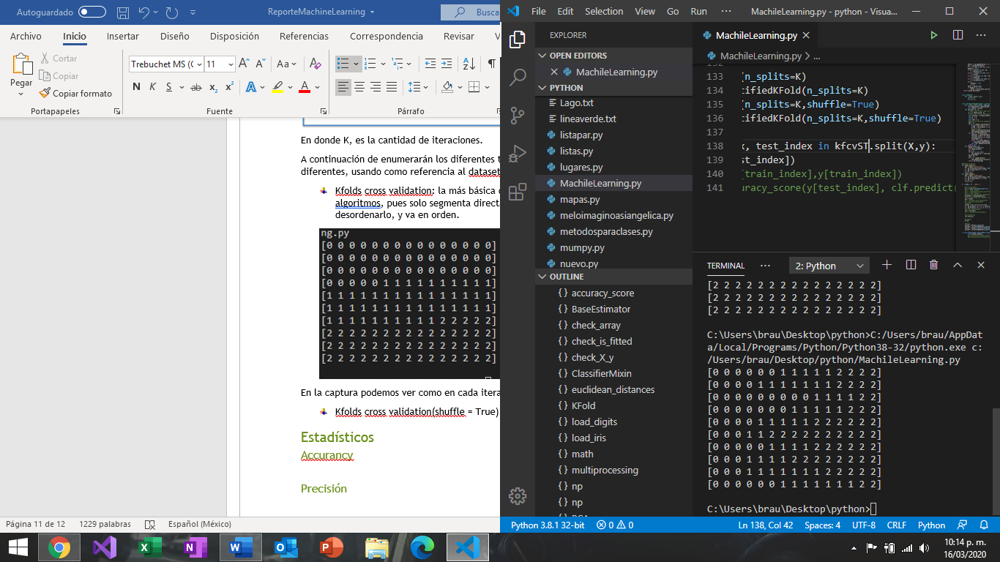 Autoguardado
ReporteMachineLearning
Busca
Archivo Inicio Insertar Diseño Disposición Referencias Correspondencia Revisar V
Pegar
Cortar
Copiar
Copiar formato
Portapapeles
Trebuchet MS (C 11
Aa
N K S ab x₂ x²
A A
Fuente
Párrafo
En donde K, es la cantidad de iteraciones.
A continuación de enumerarán los diferentes t
diferentes, usando como referencia al dataset
Kfolds cross validation: la más básica d
algoritmos, pues solo segmenta direct
desordenarlo, y va en orden.
ng.py
[0 0 0 0 0 0 0 0 0 0 0 0 0 0 0]
[0 0 0 0 0 0 0 0 0 0 0 0 0 0 0]
[0 0 0 0 0 0 0 0 0 0 0 0 0 0 0]
[0 0 0 0 0 1 1 1 1 1 1 1 1 1 1]
[1 1 1 1 1 1 1 1 1 1 1 1 1 1 1]
[1 1 1 1 1 1 1 1 1 1 1 1 1 1 1]
[1 1 1 1 1 1 1 1 1 1 2 2 2 2 2]
[2 2 2 2 2 2 2 2 2 2 2 2 2 2 2]
[2 2 2 2 2 2 2 2 2 2 2 2 2 2 2]
[2 2 2 2 2 2 2 2 2 2 2 2 2 2 2]
En la captura podemos ver como en cada itera
Kfolds cross validation(shuffle = True)
Estadísticos
Accurancy
Precisión
Página 11 de 12 1229 palabras Español (México)
File Edit Selection View Go Run ··· MachileLearning.py - python - Visua...
EXPLORER
OPEN EDITORS
MachileLearning.py
PYTHON
Lago.txt
lineaverde.txt
listapar.py
listas.py
lugares.py
MachileLearning.py
mapas.py
meloimaginoasiangelica.py
metodosparaclases.py
mumpy.py
nuevo.py
OUTLINE
{} accuracy_score
{} BaseEstimator
{} check_array
{} check_is_fitted
{} check_X_y
{} ClassifierMixin
{} euclidean_distances
{} KFold
{} load_digits
{} load_iris
{} math
{} multiprocessing
{} np
{} np
MachileLearning.py
MachileLearning.py > ...
132
133 (n_splits=K)
134 tifiedKFold(n_splits=K)
135 (n_splits=K,shuffle=True)
136 tifiedKFold(n_splits=K,shuffle=True)
137
138 x, test_index in kfcvST.split(X,y):
139 st_index])
140 [train_index],y[train_index])
141 uracy_score(y[test_index], clf.predict(
TERMINAL ··· 2: Python
[2 2 2 2 2 2 2 2 2 2 2 2 2 2 2]
[2 2 2 2 2 2 2 2 2 2 2 2 2 2 2]
[2 2 2 2 2 2 2 2 2 2 2 2 2 2 2]
C:\Users\brau\Desktop\python>C:/Users/brau/AppDat
a/Local/Programs/Python/Python38-32/python.exe c:
/Users/brau/Desktop/python/MachileLearning.py
[0 0 0 0 0 0 1 1 1 1 1 2 2 2 2]
[0 0 0 0 1 1 1 1 1 1 1 2 2 2 2]
[0 0 0 0 0 0 0 0 0 1 1 1 1 2 2]
[0 0 0 0 0 0 0 1 1 1 1 1 2 2 2]
[0 0 0 0 1 1 1 1 1 2 2 2 2 2 2]
[0 0 0 1 1 2 2 2 2 2 2 2 2 2 2]
[0 0 0 0 0 1 1 1 1 2 2 2 2 2 2]
[0 0 0 1 1 1 1 2 2 2 2 2 2 2 2]
[0 0 0 1 1 1 1 1 1 1 2 2 2 2 2]
[0 0 0 0 0 0 1 1 1 1 1 1 1 2 2]
C:\Users\brau\Desktop\python>
Python 3.8.1 32-bit 0 0 Ln 138, Col 42 Spaces: 4 UTF-8 CRLF Python
10:14 p. m.
16/03/2020